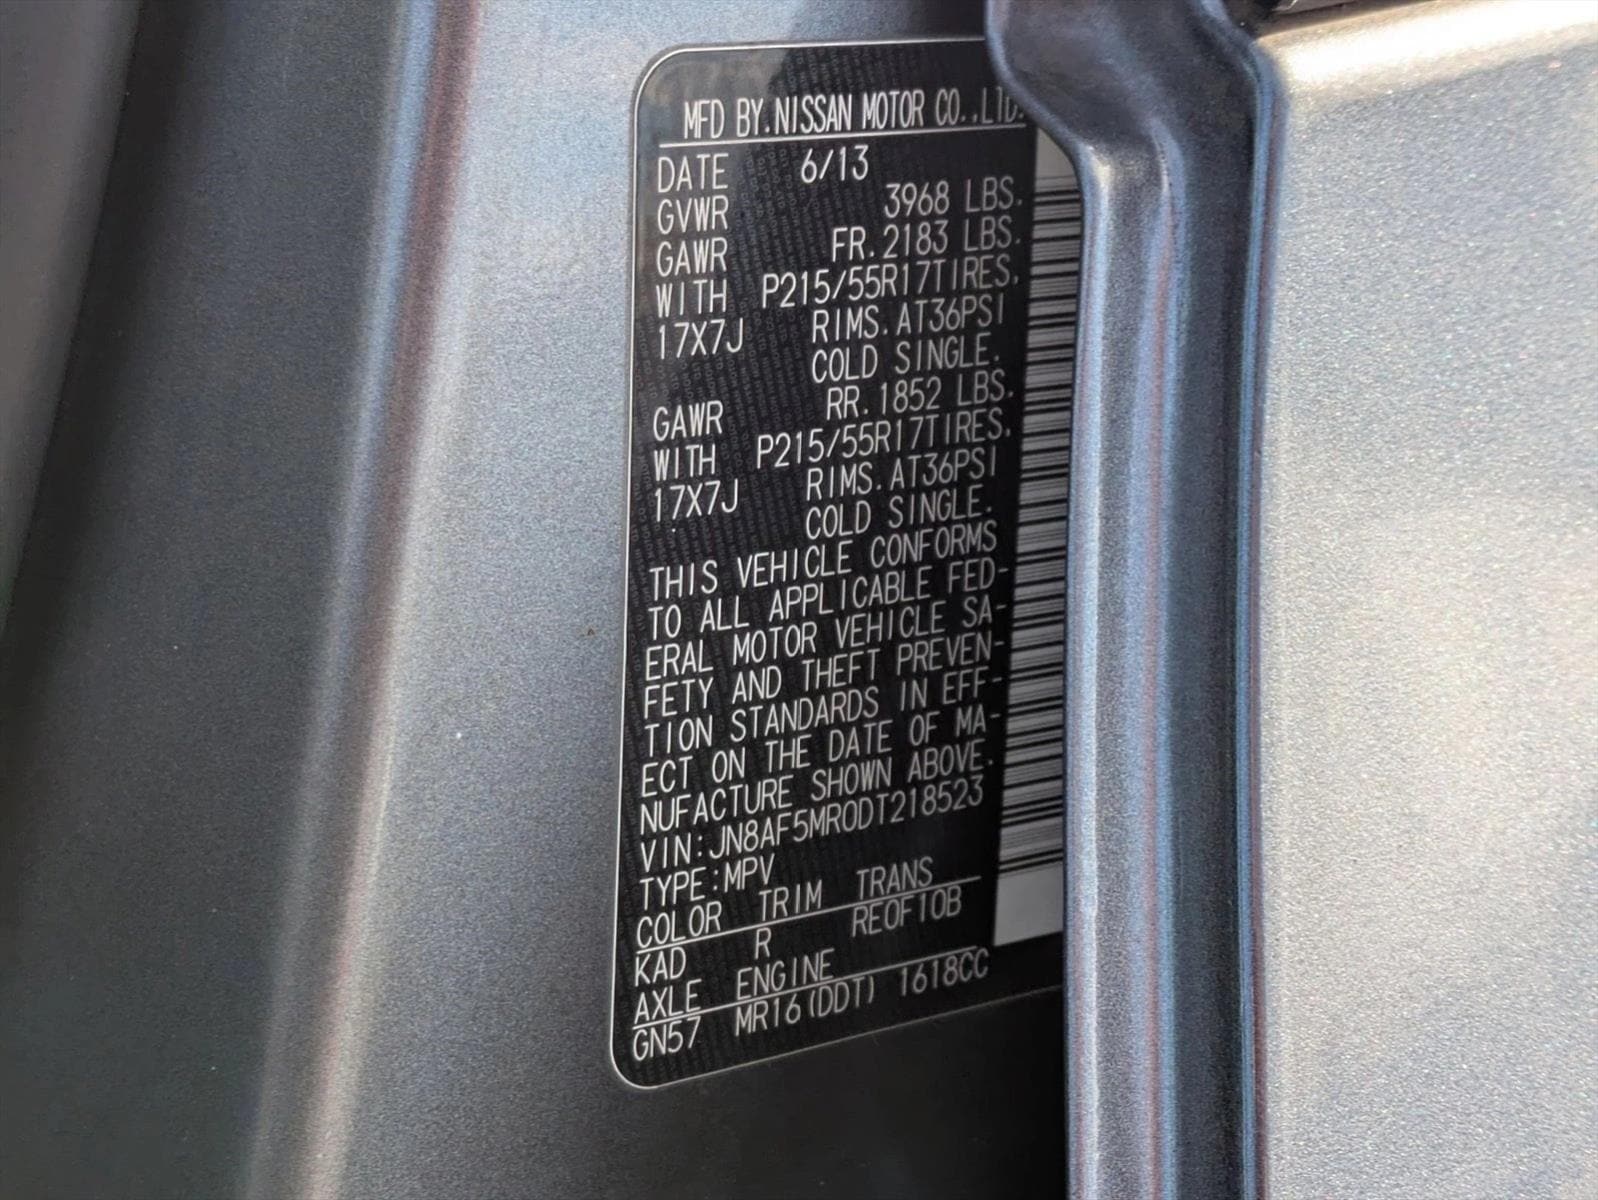 MFD BY.NISSAN MOTOR CO.,LTD.
DATE 6/13
GVWR 3968 LBS.
GAWR FR.2183 LBS.
WITH P215/55R17TIRES,
17X7J RIMS.AT36PSI
COLD SINGLE.
GAWR RR.1852 LBS.
WITH P215/55R17TIRES,
17X7J RIMS.AT36PSI
COLD SINGLE.
THIS VEHICLE CONFORMS
TO ALL APPLICABLE FED-
ERAL MOTOR VEHICLE SA-
FETY AND THEFT PREVEN-
TION STANDARDS IN EFF-
ECT ON THE DATE OF MA-
NUFACTURE SHOWN ABOVE.
VIN:JN8AF5MR0DT218523
TYPE:MPV
COLOR TRIM TRANS
KAD R RE0F10B
AXLE ENGINE
GN57 MR16(DDT) 1618CC